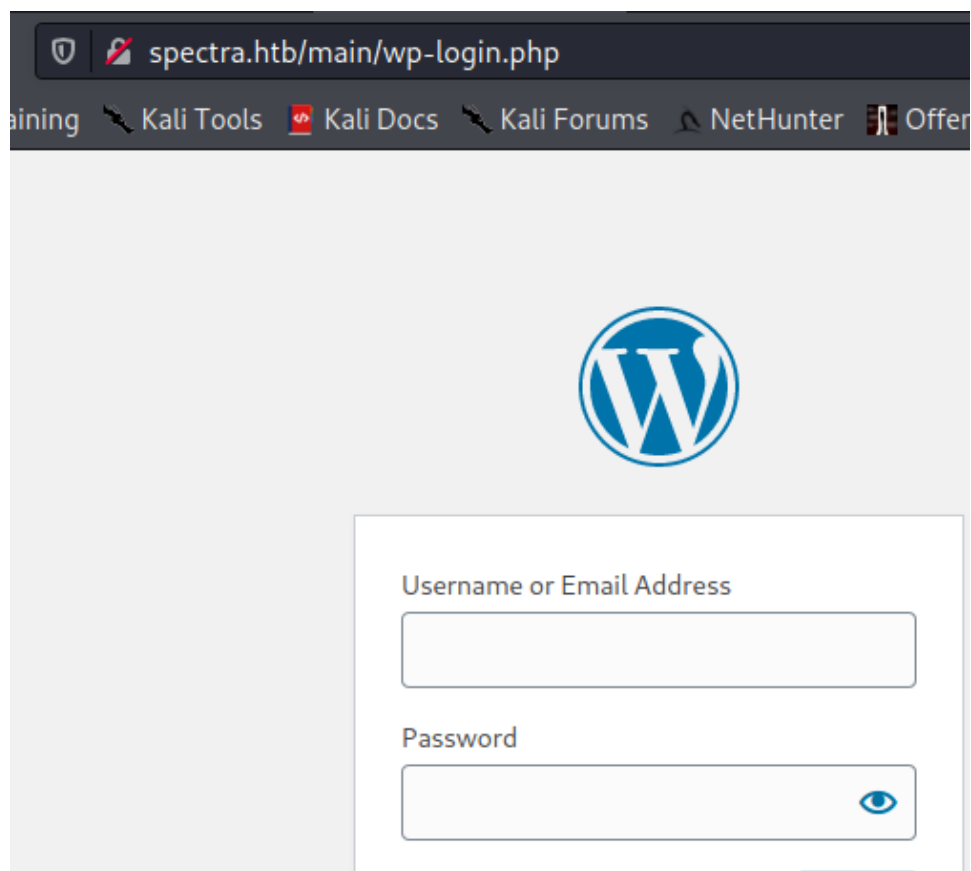 spectra.htb/main/wp-login.php
aining Kali Tools Kali Docs Kali Forums NetHunter Offen
Username or Email Address
Password